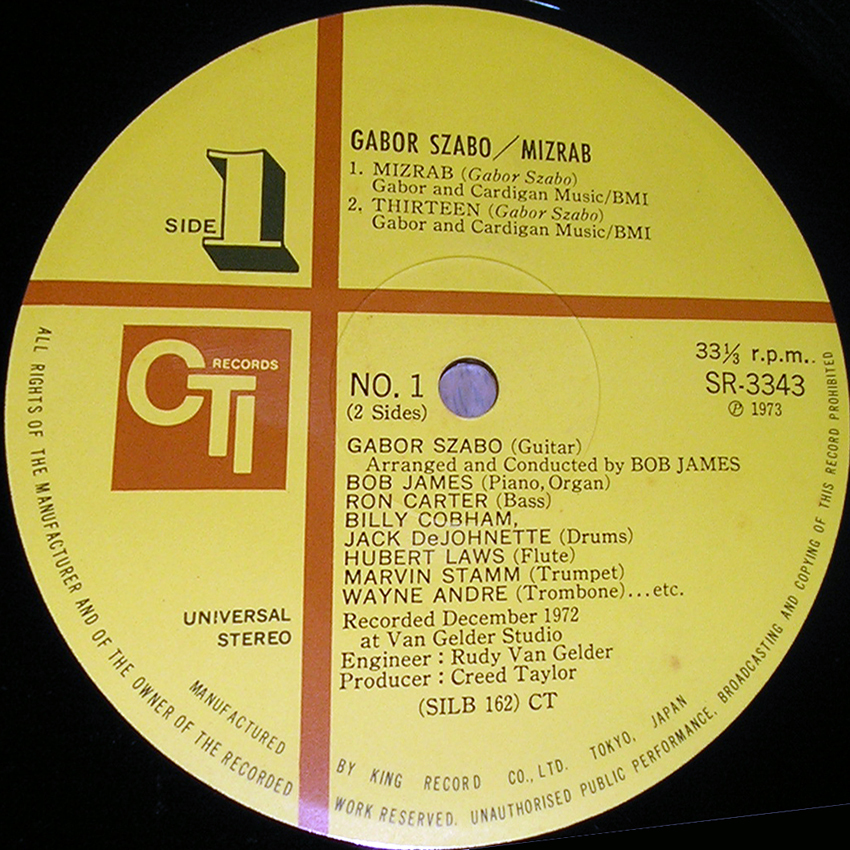 GABOR SZABO/MIZRAB
1. MIZRAB (Gabor Szabo)
Gabor and Cardigan Music/BMI
2. THIRTEEN (Gabor Szabo)
Gabor and Cardigan Music/BMI
SIDE 1
CTI RECORDS
33⅓ r.p.m..
NO. 1
(2 Sides)
SR-3343
℗ 1973
GABOR SZABO (Guitar)
Arranged and Conducted by BOB JAMES
BOB JAMES (Piano, Organ)
RON CARTER (Bass)
BILLY COBHAM,
JACK DeJOHNETTE (Drums)
HUBERT LAWS (Flute)
MARVIN STAMM (Trumpet)
WAYNE ANDRE (Trombone)...etc.
Recorded December 1972
at Van Gelder Studio
Engineer : Rudy Van Gelder
Producer : Creed Taylor
(SILB 162) CT
UNIVERSAL
STEREO
MANUFACTURED BY KING RECORD CO., LTD. TOKYO, JAPAN
ALL RIGHTS OF THE MANUFACTURER AND OF THE OWNER OF THE RECORDED WORK RESERVED. UNAUTHORISED PUBLIC PERFORMANCE, BROADCASTING AND COPYING OF THIS RECORD PROHIBITED